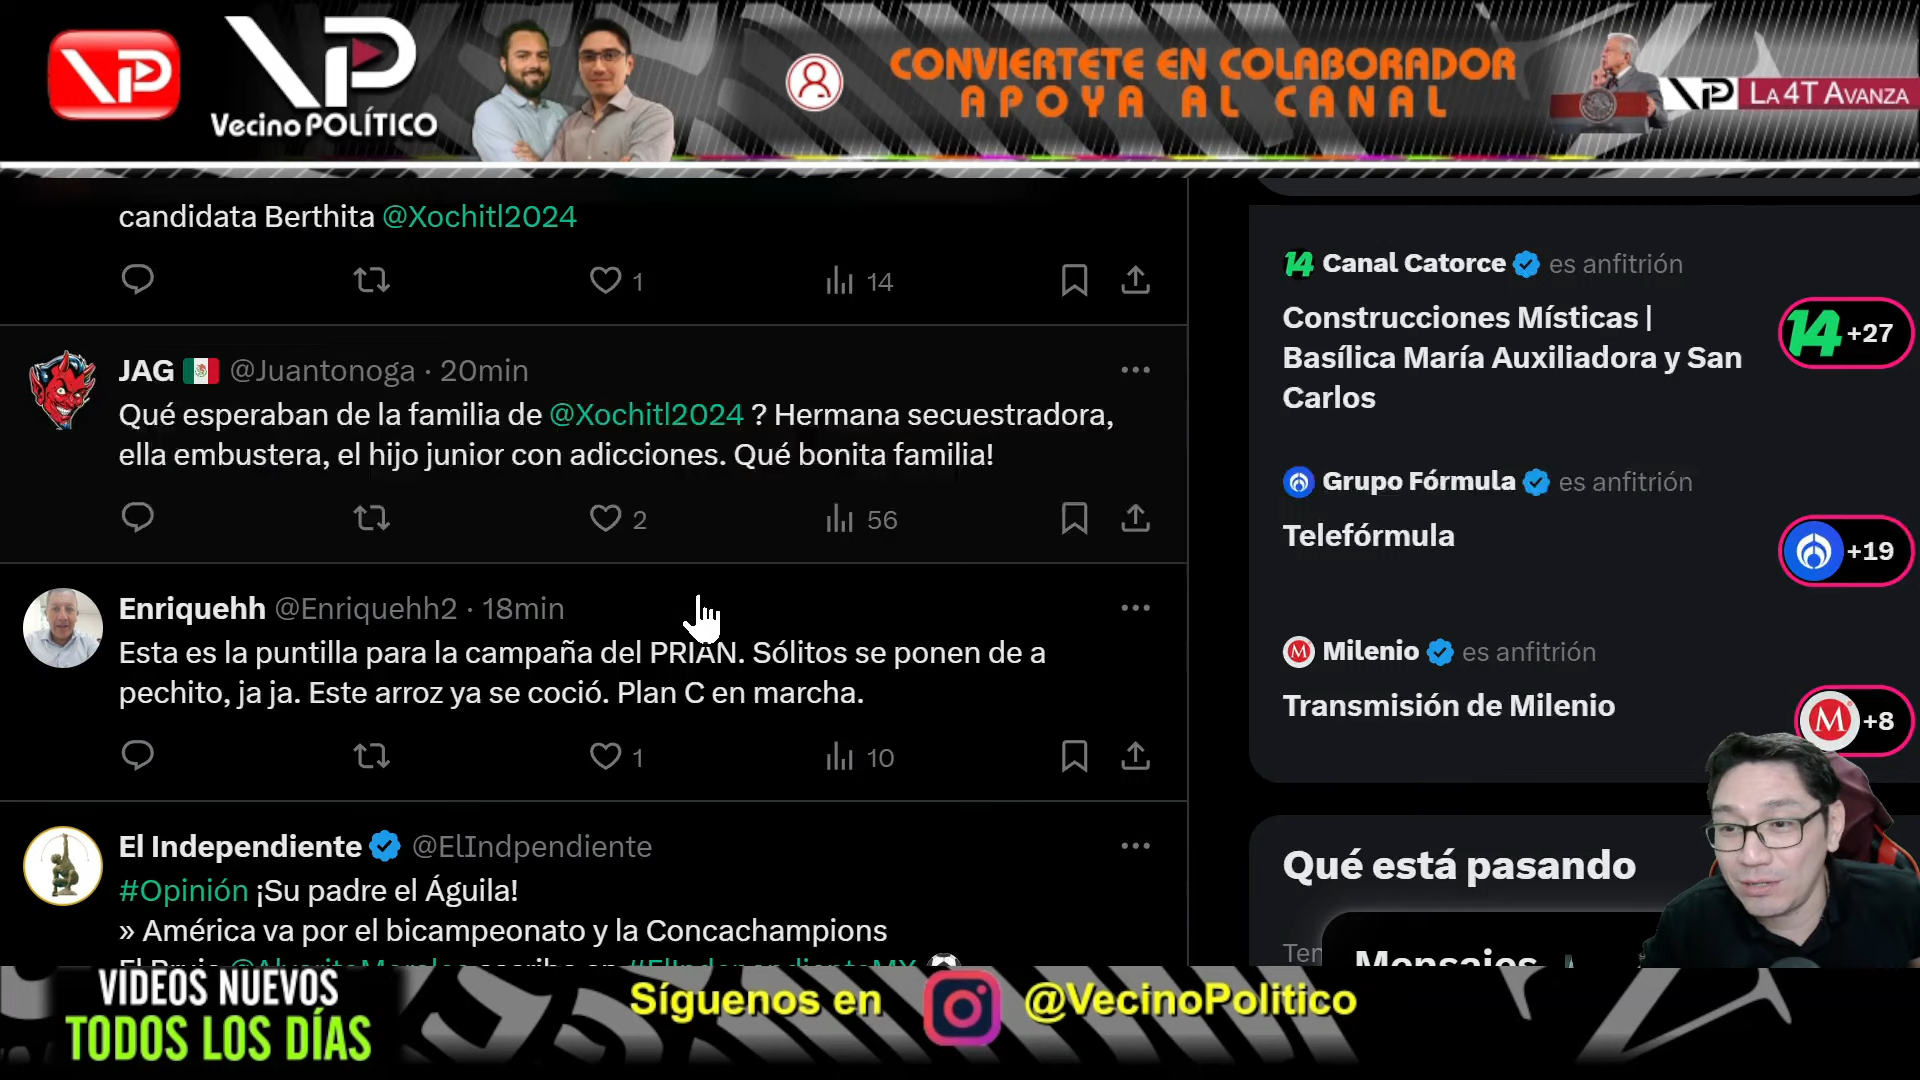 VP
VP
Vecino POLÍTICO
CONVIERTETE EN COLABORADOR
APOYA AL CANAL
VP LA 4T AVANZA
candidata Berthita @Xochitl2024
1
14
JAG @Juantonoga · 20min
Qué esperaban de la familia de @Xochitl2024 ? Hermana secuestradora,
ella embustera, el hijo junior con adicciones. Qué bonita familia!
2
56
Enriquehh @Enriquehh2 · 18min
Esta es la puntilla para la campaña del PRIAN. Sólitos se ponen de a
pechito, ja ja. Este arroz ya se coció. Plan C en marcha.
1
10
El Independiente @ElIndpendiente
#Opinión ¡Su padre el Águila!
» América va por el bicampeonato y la Concachampions
14 Canal Catorce es anfitrión
Construcciones Místicas |
Basílica María Auxiliadora y San
Carlos
14 +27
Grupo Fórmula es anfitrión
Telefórmula
+19
M Milenio es anfitrión
Transmisión de Milenio
M +8
Qué está pasando
Mensajes
VIDEOS NUEVOS
TODOS LOS DÍAS
Síguenos en @VecinoPolitico